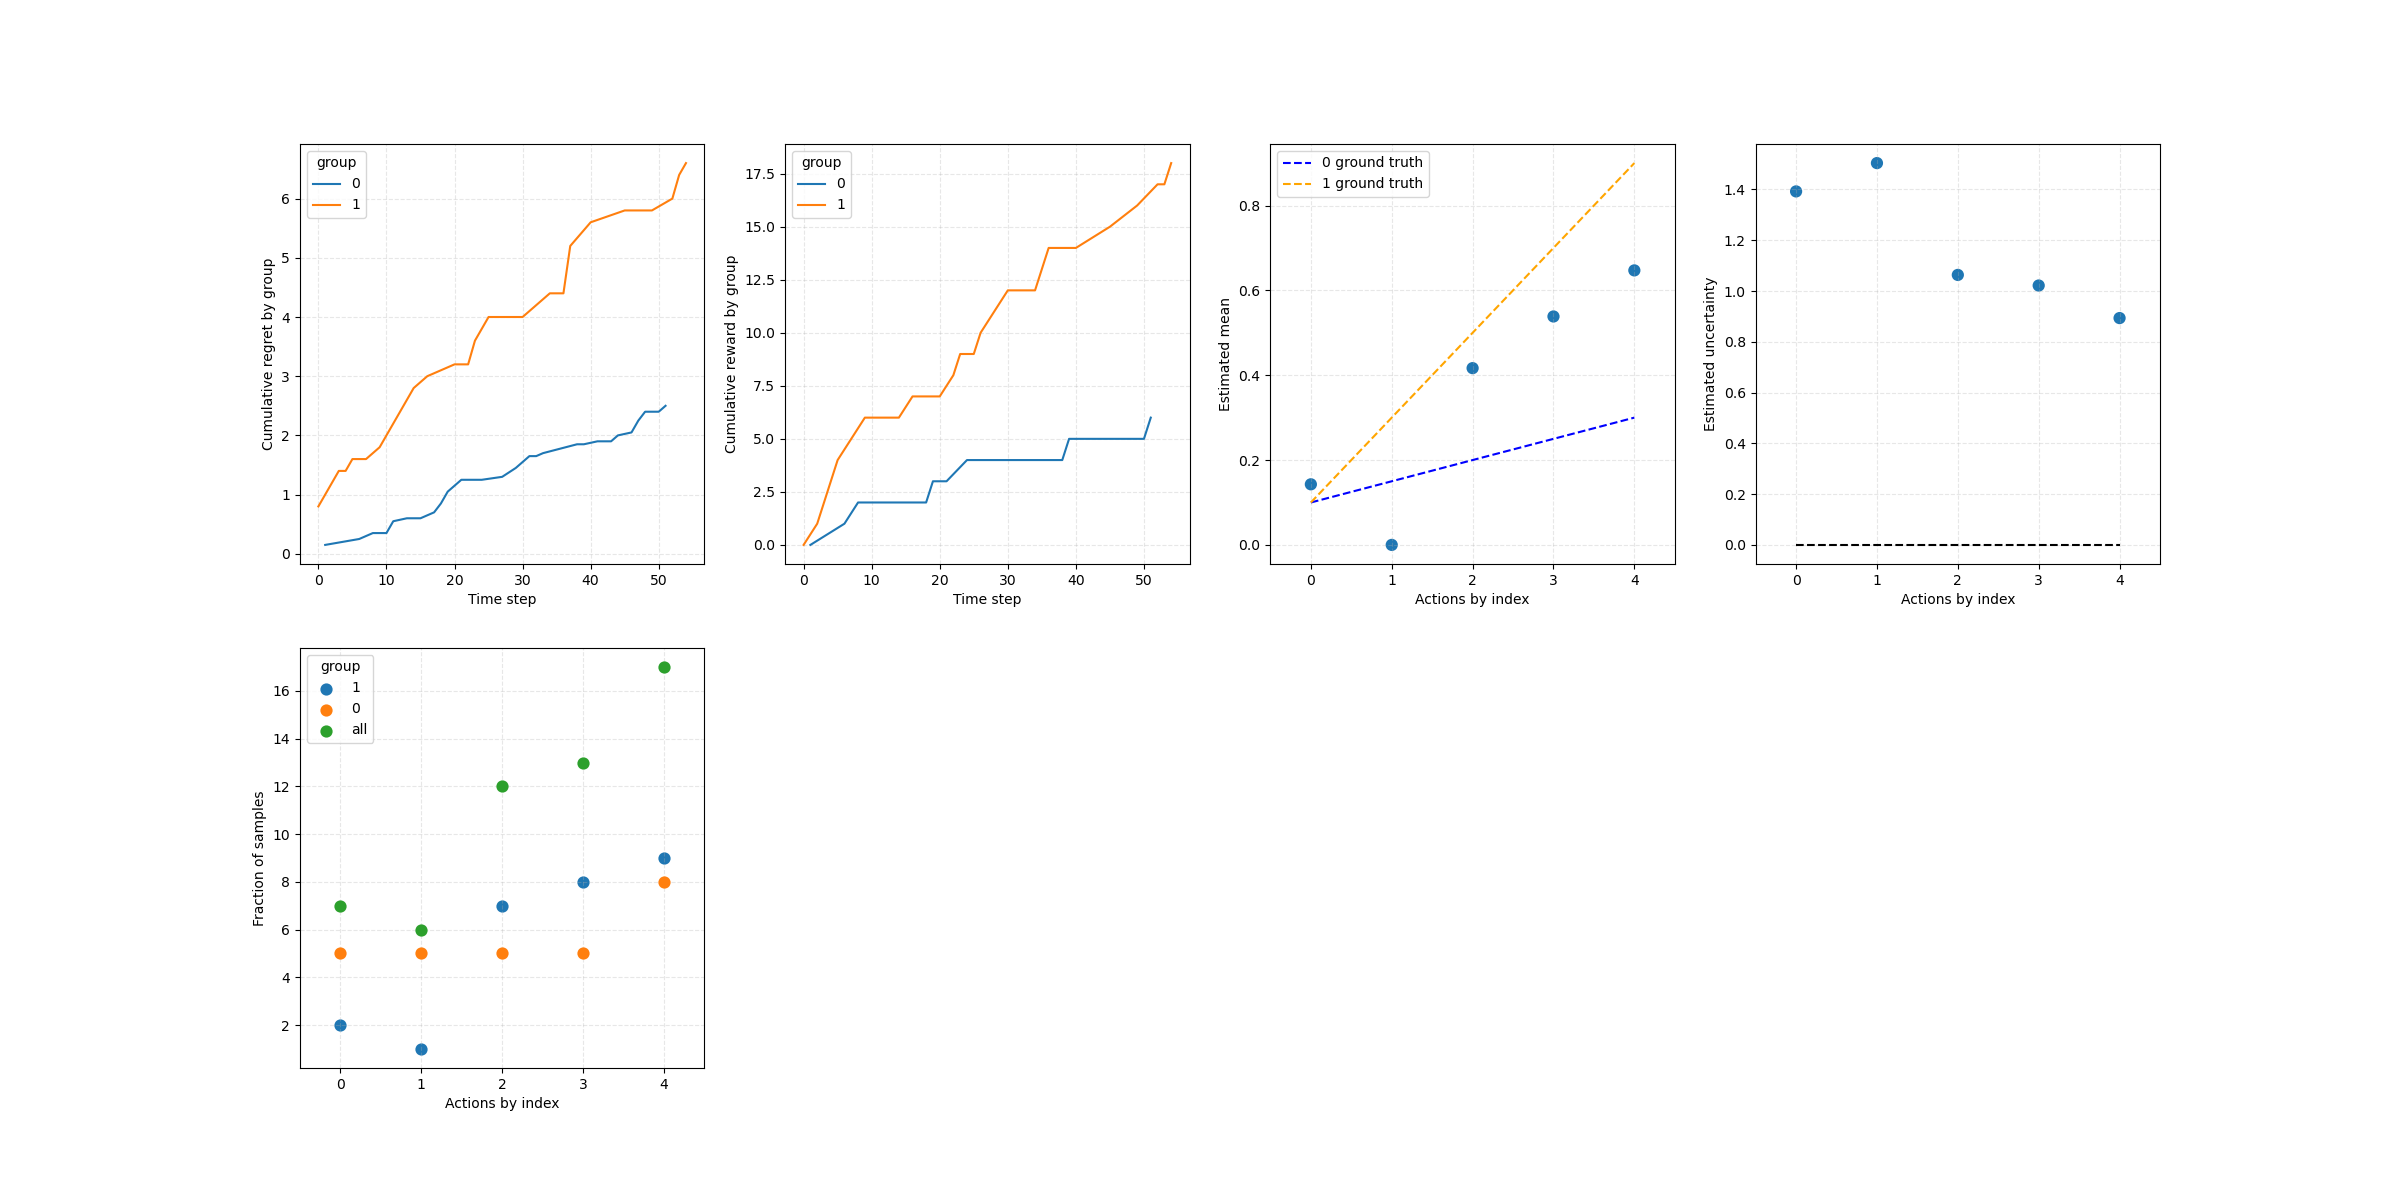 group
0
1
Cumulative regret by group
6
5
4
3
2
1
0
0 10 20 30 40 50
Time step
group
0
1
Cumulative reward by group
17.5
15.0
12.5
10.0
7.5
5.0
2.5
0.0
0 10 20 30 40 50
Time step
0 ground truth
1 ground truth
Estimated mean
0.8
0.6
0.4
0.2
0.0
0 1 2 3 4
Actions by index
Estimated uncertainty
1.4
1.2
1.0
0.8
0.6
0.4
0.2
0.0
0 1 2 3 4
Actions by index
group
1
0
all
Fraction of samples
16
14
12
10
8
6
4
2
0 1 2 3 4
Actions by index